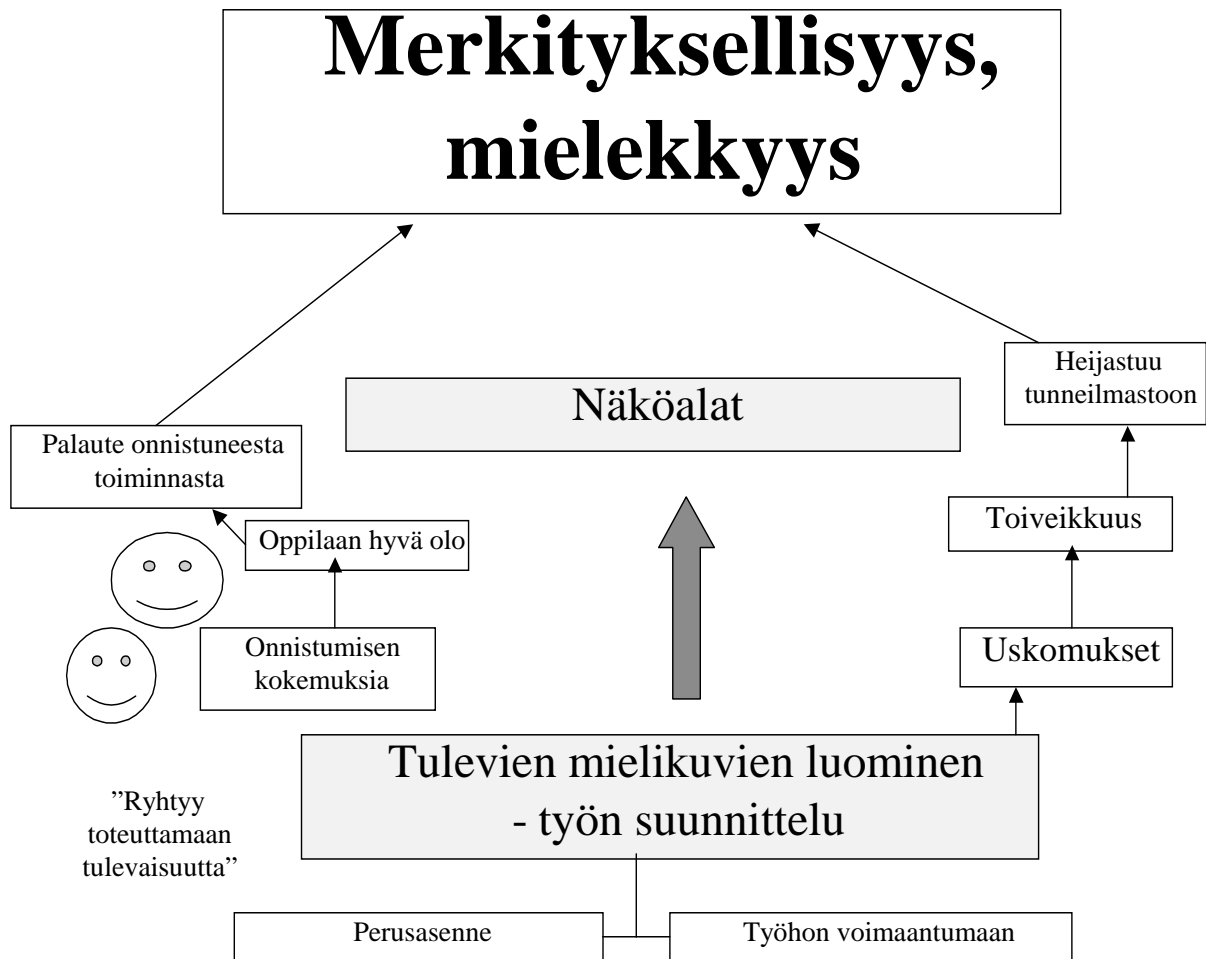 Merkityksellisyys,
mielekkyys
Heijastuu
tunneilmastoon
Näköalat
Palaute onnistuneesta
toiminnasta
Toiveikkuus
Oppilaan hyvä olo
Onnistumisen
kokemuksia
Uskomukset
Tulevien mielikuvien luominen
- työn suunnittelu
”Ryhtyy
toteuttamaan
tulevaisuutta”
Perusasenne
Työhon voimaantumaan